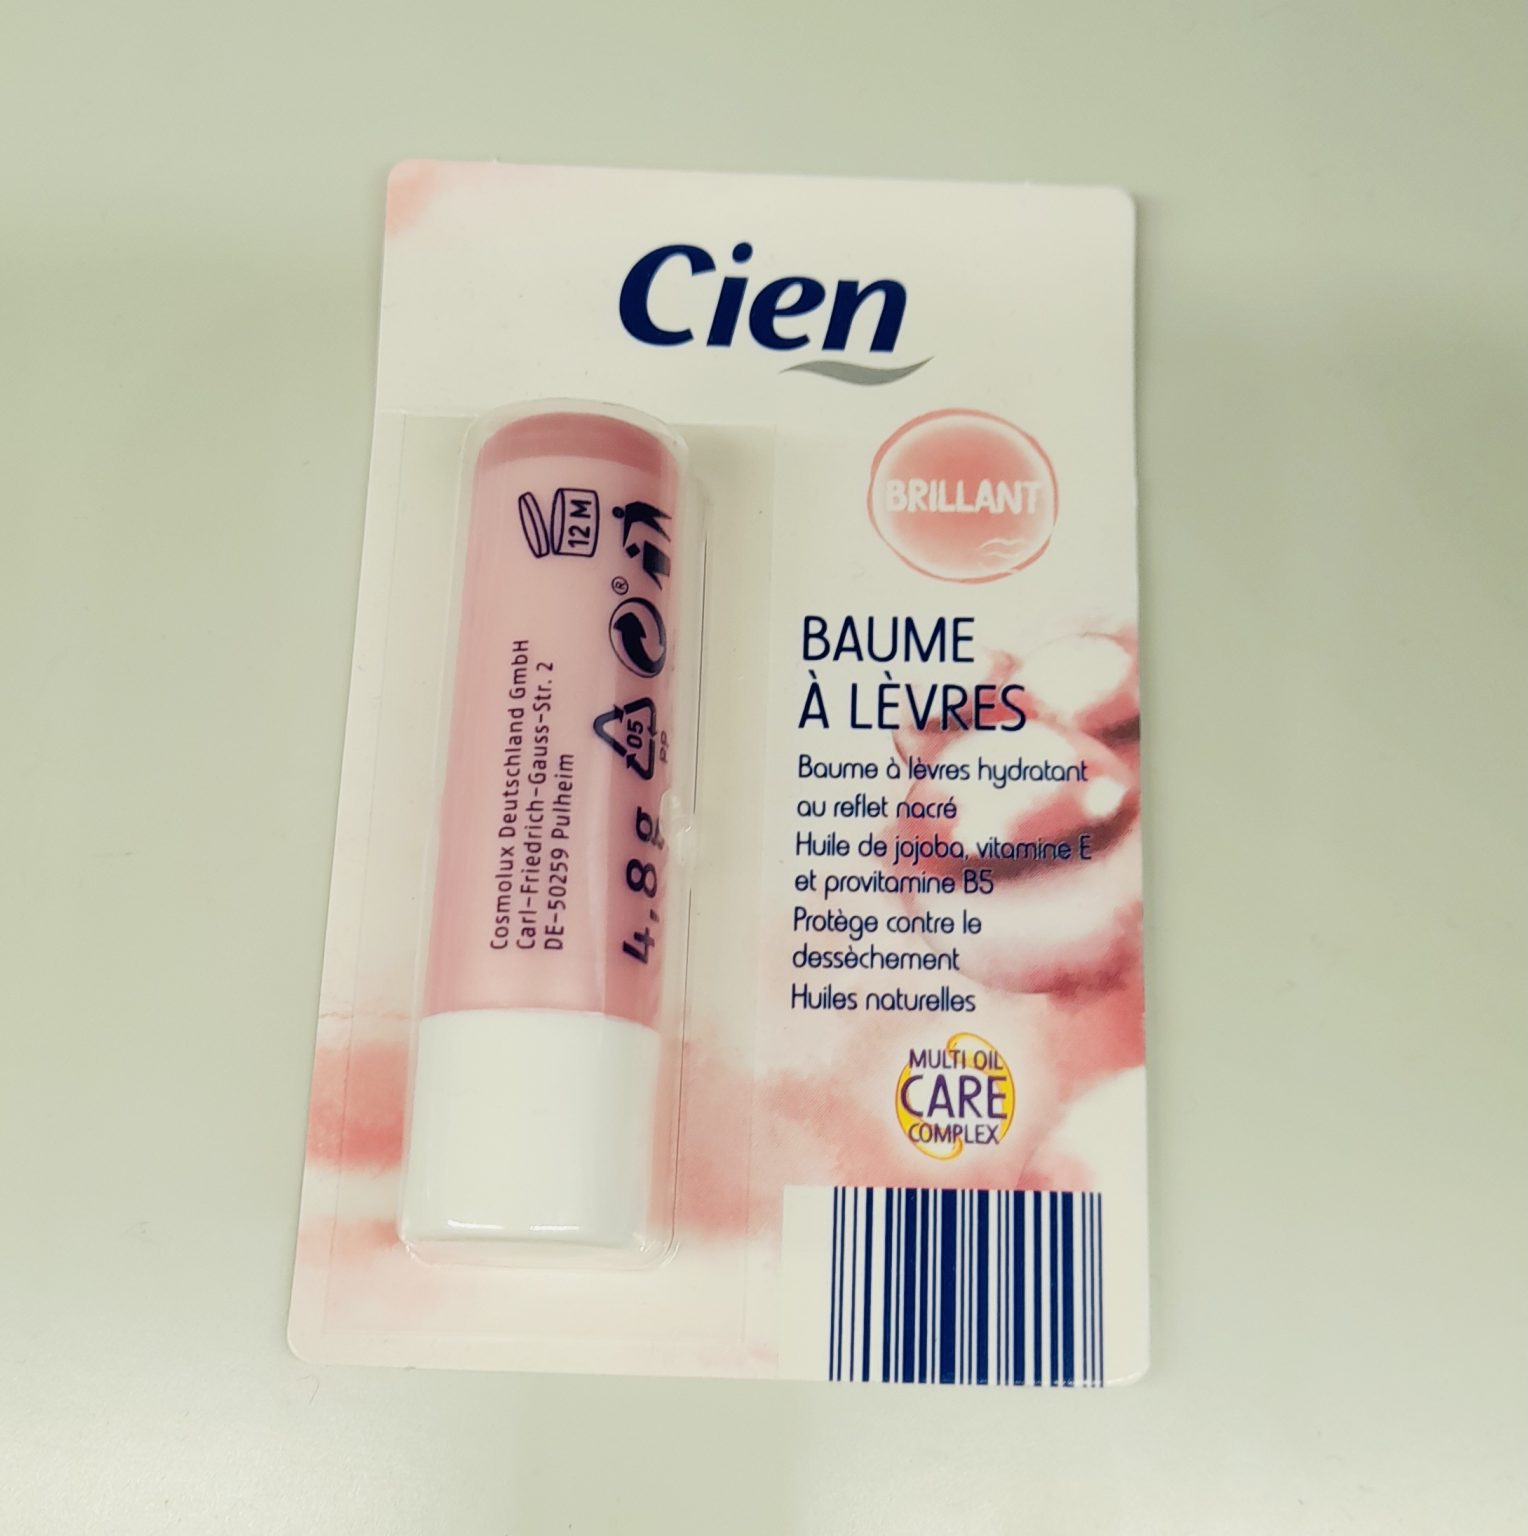 Cien
BRILLANT
BAUME
À LÈVRES
Baume à lèvres hydratant
au reflet nacré
Huile de jojoba, vitamine E
et provitamine B5
Protège contre le
dessèchement
Huiles naturelles
MULTI OIL
CARE
COMPLEX
Cosmolux Deutschland GmbH
Carl-Friedrich-Gauss-Str. 2
DE-50259 Pulheim
12 M
4,8 g
05
PP
®